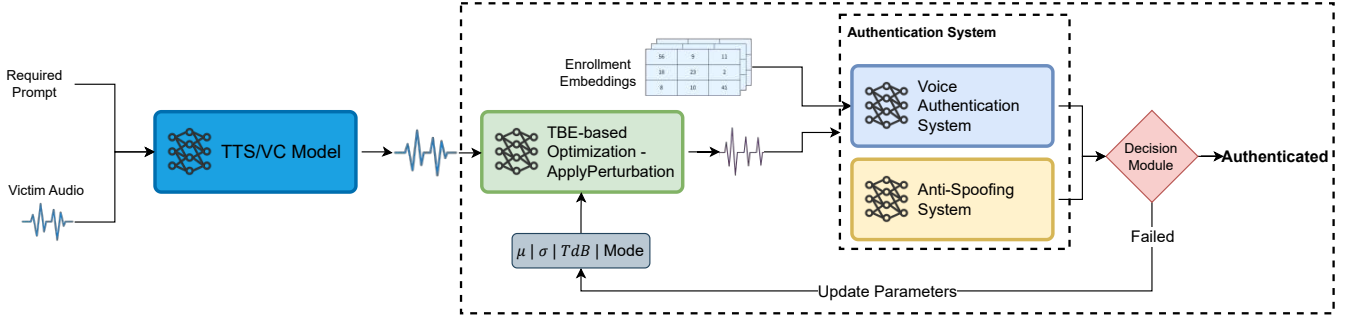 Required
Prompt
Victim Audio
TTS/VC Model
TBE-based
Optimization -
ApplyPerturbation
μ | σ | TdB | Mode
Enrollment
Embeddings
56 9 11
10 23 2
8 10 41
Authentication System
Voice
Authentication
System
Anti-Spoofing
System
Decision
Module
Authenticated
Failed
Update Parameters